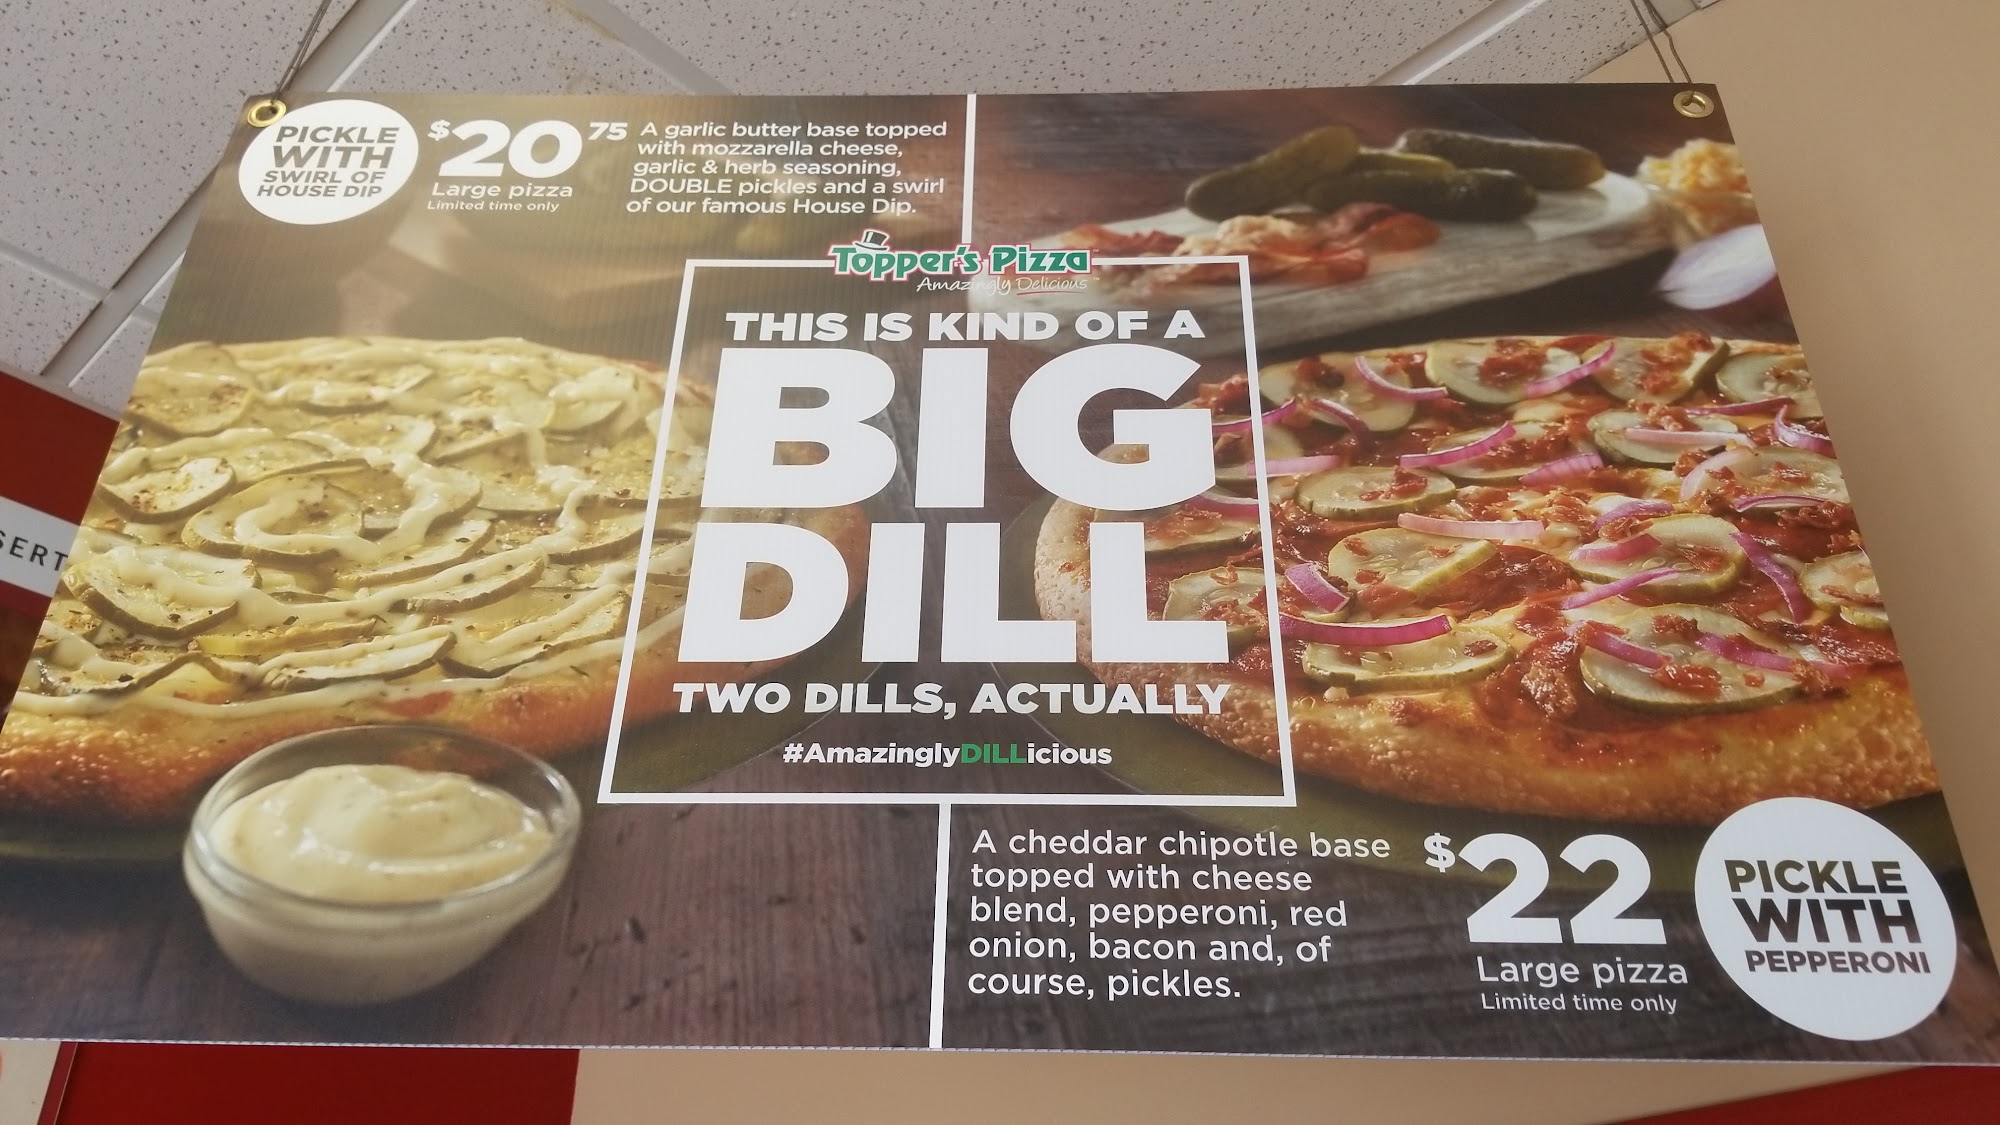 PICKLE
WITH
SWIRL OF
HOUSE DIP
$20 75
Large pizza
Limited time only
A garlic butter base topped
with mozzarella cheese,
garlic & herb seasoning,
DOUBLE pickles and a swirl
of our famous House Dip.
Topper's Pizza™
Amazingly Delicious™
THIS IS KIND OF A
BIG
DILL
TWO DILLS, ACTUALLY
#AmazinglyDILLicious
SERT
A cheddar chipotle base
topped with cheese
blend, pepperoni, red
onion, bacon and, of
course, pickles.
$22
Large pizza
Limited time only
PICKLE
WITH
PEPPERONI